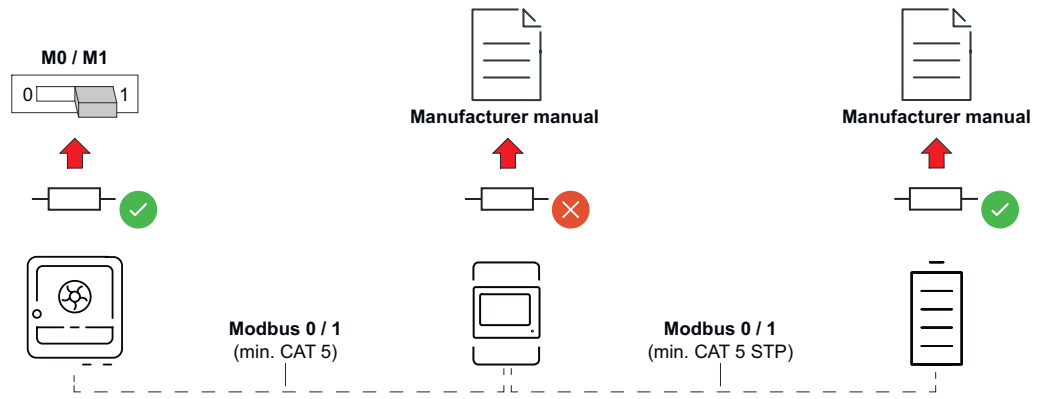 M0 / M1
0 1
Manufacturer manual
Manufacturer manual
Modbus 0 / 1
(min. CAT 5)
Modbus 0 / 1
(min. CAT 5 STP)